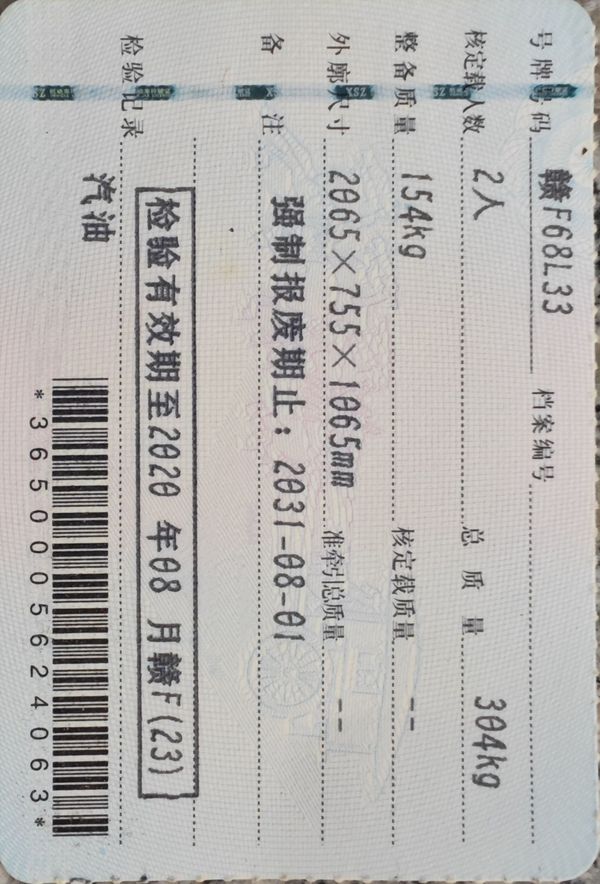 号牌号码 赣F68L33 档案编号
核定载人数 2人 总质量 304kg
整备质量 154kg 核定载质量 --
外廓尺寸 2065×755×1065mm 准牵引总质量 --
备注 强制报废期止：2031-08-01
检验记录 检验有效期至2020 年08 月赣F(23)
汽油
*3650005624063*